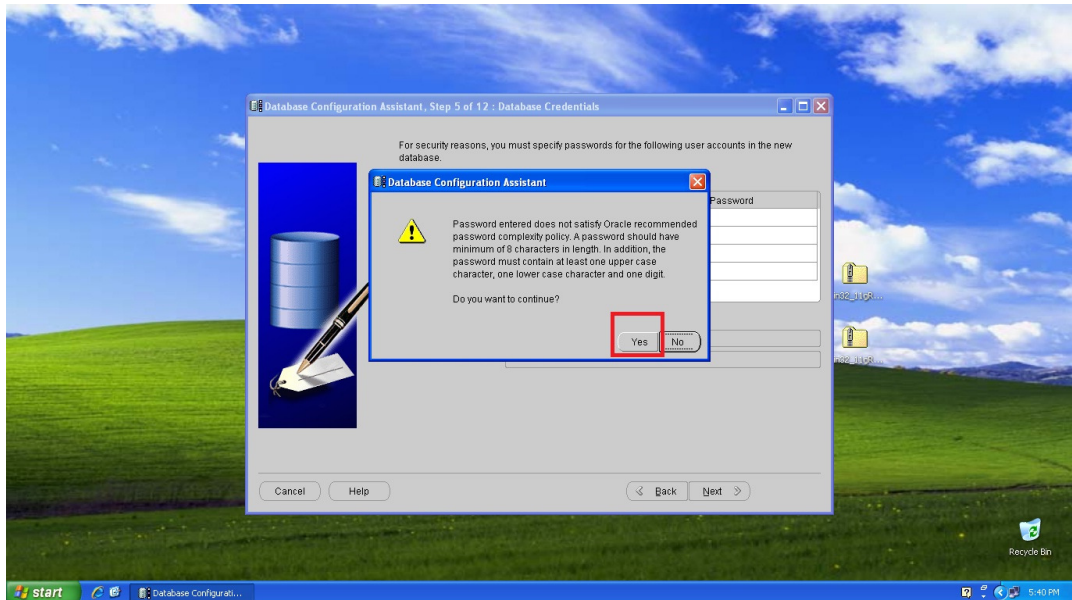 Database Configuration Assistant, Step 5 of 12 : Database Credentials
For security reasons, you must specify passwords for the following user accounts in the new
database.
Database Configuration Assistant
Password
Password entered does not satisfy Oracle recommended
password complexity policy. A password should have
minimum of 8 characters in length. In addition, the
password must contain at least one upper case
character, one lower case character and one digit.
Do you want to continue?
Yes No
Cancel Help Back Next
Recycle Bin
start Database Configurati... 5:40 PM